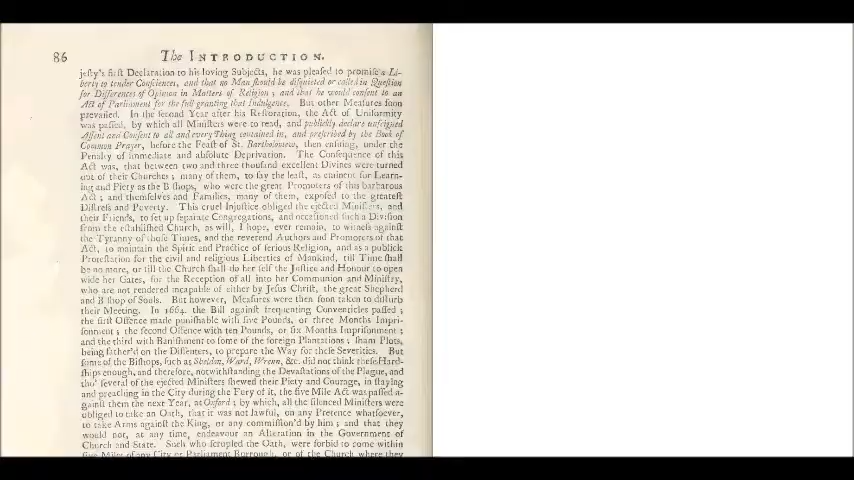 86 The INTRODUCTION.
jeſty's firſt Declaration to his loving Subjects, he was pleaſed to promiſe a Li-
berty to tender Conſciences, and that no Man ſhould be diſquieted or called in Queſtion
for Differences of Opinion in Matters of Religion; and that he would conſent to an
Act of Parliament for the full granting that Indulgence. But other Meaſures ſoon
prevailed. In the ſecond Year after his Reſtoration, the Act of Uniformity
was paſſed, by which all Miniſters were to read, and publickly declare unfeigned
Aſſent and Conſent to all and every Thing contained in, and preſcribed by the Book of
Common Prayer, before the Feaſt of St. Bartholomew, then enſuing, under the
Penalty of immediate and abſolute Deprivation. The Conſequence of this
Act was, that between two and three thouſand excellent Divines were turned
out of their Churches; many of them, to ſay the leaſt, as eminent for Learn-
ing and Piety as the Biſhops, who were the great Promoters of this barbarous
Act; and themſelves and Families, many of them, expoſed to the greateſt
Diſtreſs and Poverty. This cruel Injuſtice obliged the ejected Miniſters, and
their Friends, to ſet up ſeparate Congregations, and occaſioned ſuch a Diviſion
from the eſtabliſhed Church, as will, I hope, ever remain, to witneſs againſt
the Tyranny of thoſe Times, and the reverend Authors and Promoters of that
Act, to maintain the Spirit and Practice of ſerious Religion, and as a publick
Proteſtation for the civil and religious Liberties of Mankind, till Time ſhall
be no more, or till the Church ſhall do her ſelf the Juſtice and Honour to open
wide her Gates, for the Reception of all into her Communion and Miniſtry,
who are not rendered incapable of either by Jeſus Chriſt, the great Shepherd
and Biſhop of Souls. But however, Meaſures were then ſoon taken to diſturb
their Meeting. In 1664. the Bill againſt frequenting Conventicles paſſed;
the firſt Offence made puniſhable with five Pounds, or three Months Impri-
ſonment; the ſecond Offence with ten Pounds, or ſix Months Impriſonment;
and the third with Baniſhment to ſome of the foreign Plantations; ſham Plots,
being father'd on the Diſſenters, to prepare the Way for theſe Severities. But
ſome of the Biſhops, ſuch as Sheldon, Ward, Wrenn, &c. did not think theſe Hard-
ſhips enough, and therefore, notwithſtanding the Devaſtations of the Plague, and
tho' ſeveral of the ejected Miniſters ſhewed their Piety and Courage, in ſtaying
and preaching in the City during the Fury of it, the five Mile Act was paſſed a-
gainſt them the next Year, at Oxford; by which, all the ſilenced Miniſters were
obliged to take an Oath, that it was not lawful, on any Pretence whatſoever,
to take Arms againſt the King, or any commiſſion'd by him; and that they
would not, at any time, endeavour an Alteration in the Government of
Church and State. Such who ſcrupled the Oath, were forbid to come within
five Miles of any City or Parliament Burrough, or of the Church where they